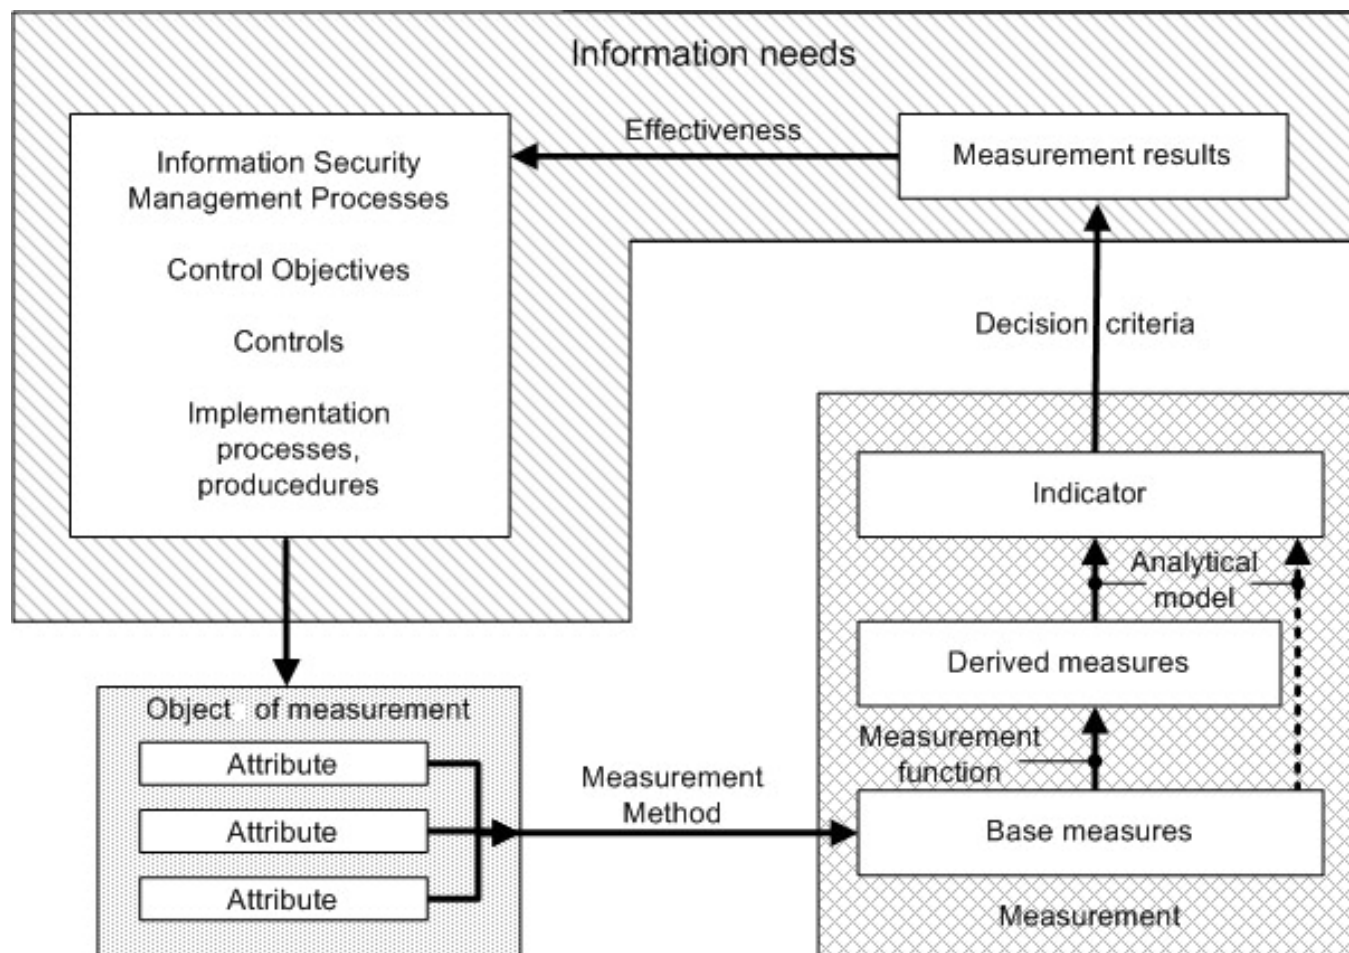 Information needs
Effectiveness
Measurement results
Information Security
Management Processes
Control Objectives
Controls
Implementation
processes,
producedures
Decision criteria
Indicator
Analytical
model
Derived measures
Measurement
function
Base measures
Measurement
Object of measurement
Attribute
Attribute
Attribute
Measurement
Method